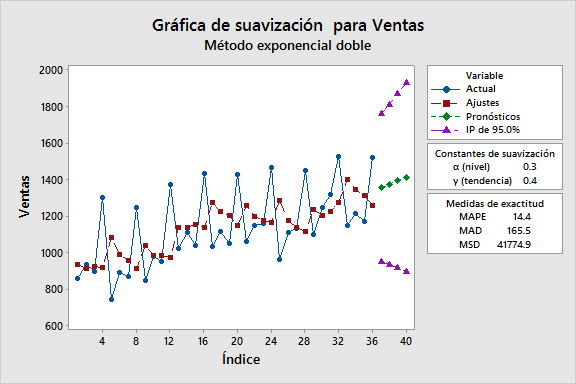 Gráfica de suavización  para Ventas
Método exponencial doble
Ventas
2000
1800
1600
1400
1200
1000
800
600
4 8 12 16 20 24 28 32 36 40
Índice
Variable
Actual
Ajustes
Pronósticos
IP de 95.0%
Constantes de suavización
α (nivel) 0.3
γ (tendencia) 0.4
Medidas de exactitud
MAPE 14.4
MAD 165.5
MSD 41774.9